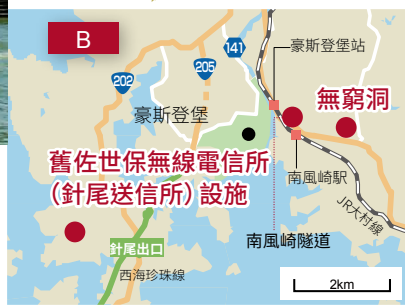 B
141
豪斯登堡站
205
202
無窮洞
豪斯登堡
舊佐世保無線電信所
（針尾送信所）設施
南風崎駅
JR大村線
針尾出口
南風崎隧道
西海珍珠線
2km